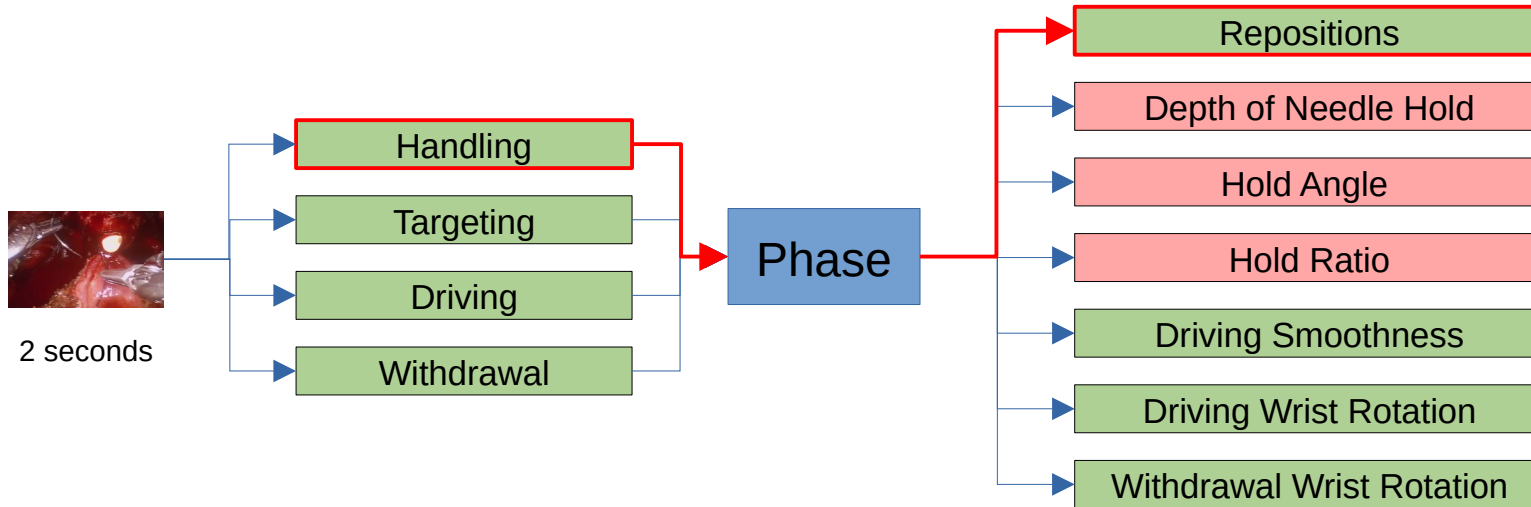 2 seconds
Handling
Targeting
Driving
Withdrawal
Phase
Repositions
Depth of Needle Hold
Hold Angle
Hold Ratio
Driving Smoothness
Driving Wrist Rotation
Withdrawal Wrist Rotation